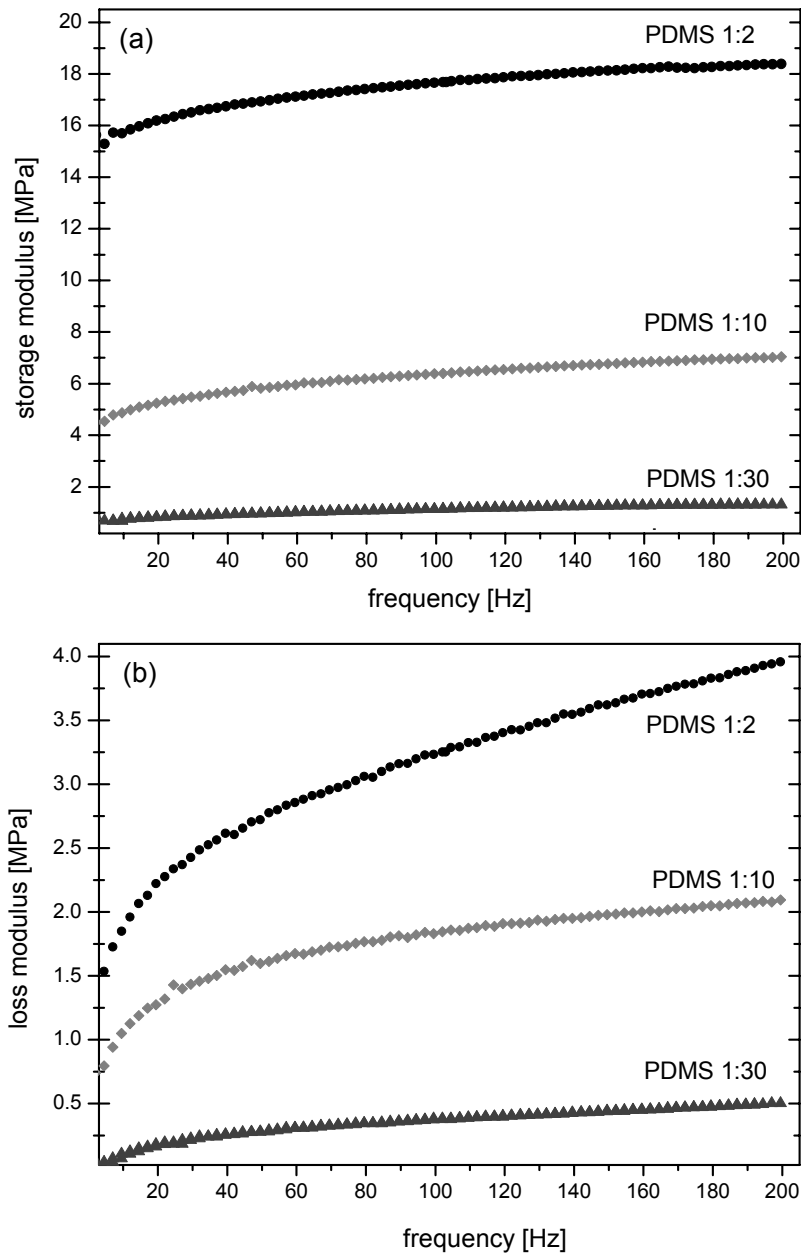 (a)
PDMS 1:2
PDMS 1:10
PDMS 1:30
storage modulus [MPa]
20
18
16
14
12
10
8
6
4
2
20 40 60 80 100 120 140 160 180 200
frequency [Hz]
(b)
PDMS 1:2
PDMS 1:10
PDMS 1:30
loss modulus [MPa]
4.0
3.5
3.0
2.5
2.0
1.5
1.0
0.5
20 40 60 80 100 120 140 160 180 200
frequency [Hz]